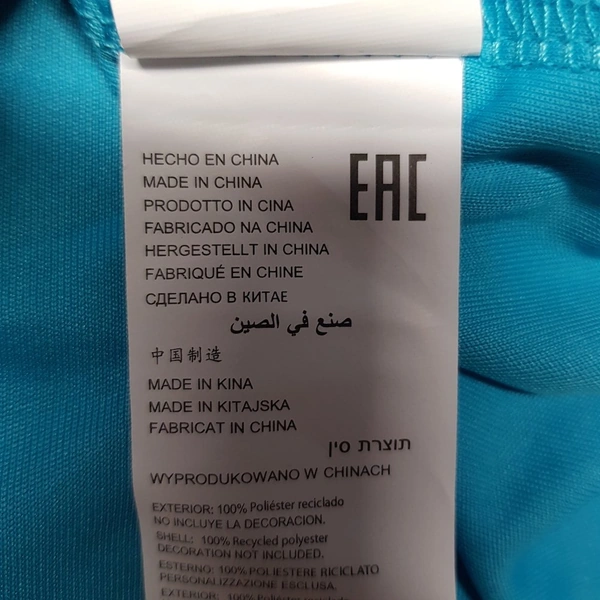 HECHO EN CHINA
MADE IN CHINA
EAC
PRODOTTO IN CINA
FABRICADO NA CHINA
HERGESTELLT IN CHINA
FABRIQUÉ EN CHINE
СДЕЛАНО В КИТАЕ
صنع في الصين
中国制造
MADE IN KINA
MADE IN KITAJSKA
FABRICAT IN CHINA
תוצרת סין
WYPRODUKOWANO W CHINACH
EXTERIOR: 100% Poliéster reciclado
NO INCLUYE LA DECORACION.
SHELL: 100% Recycled polyester
DECORATION NOT INCLUDED.
ESTERNO: 100% POLIESTERE RICICLATO
PERSONALIZZAZIONE ESCLUSA.
EXTERIOR: 100%